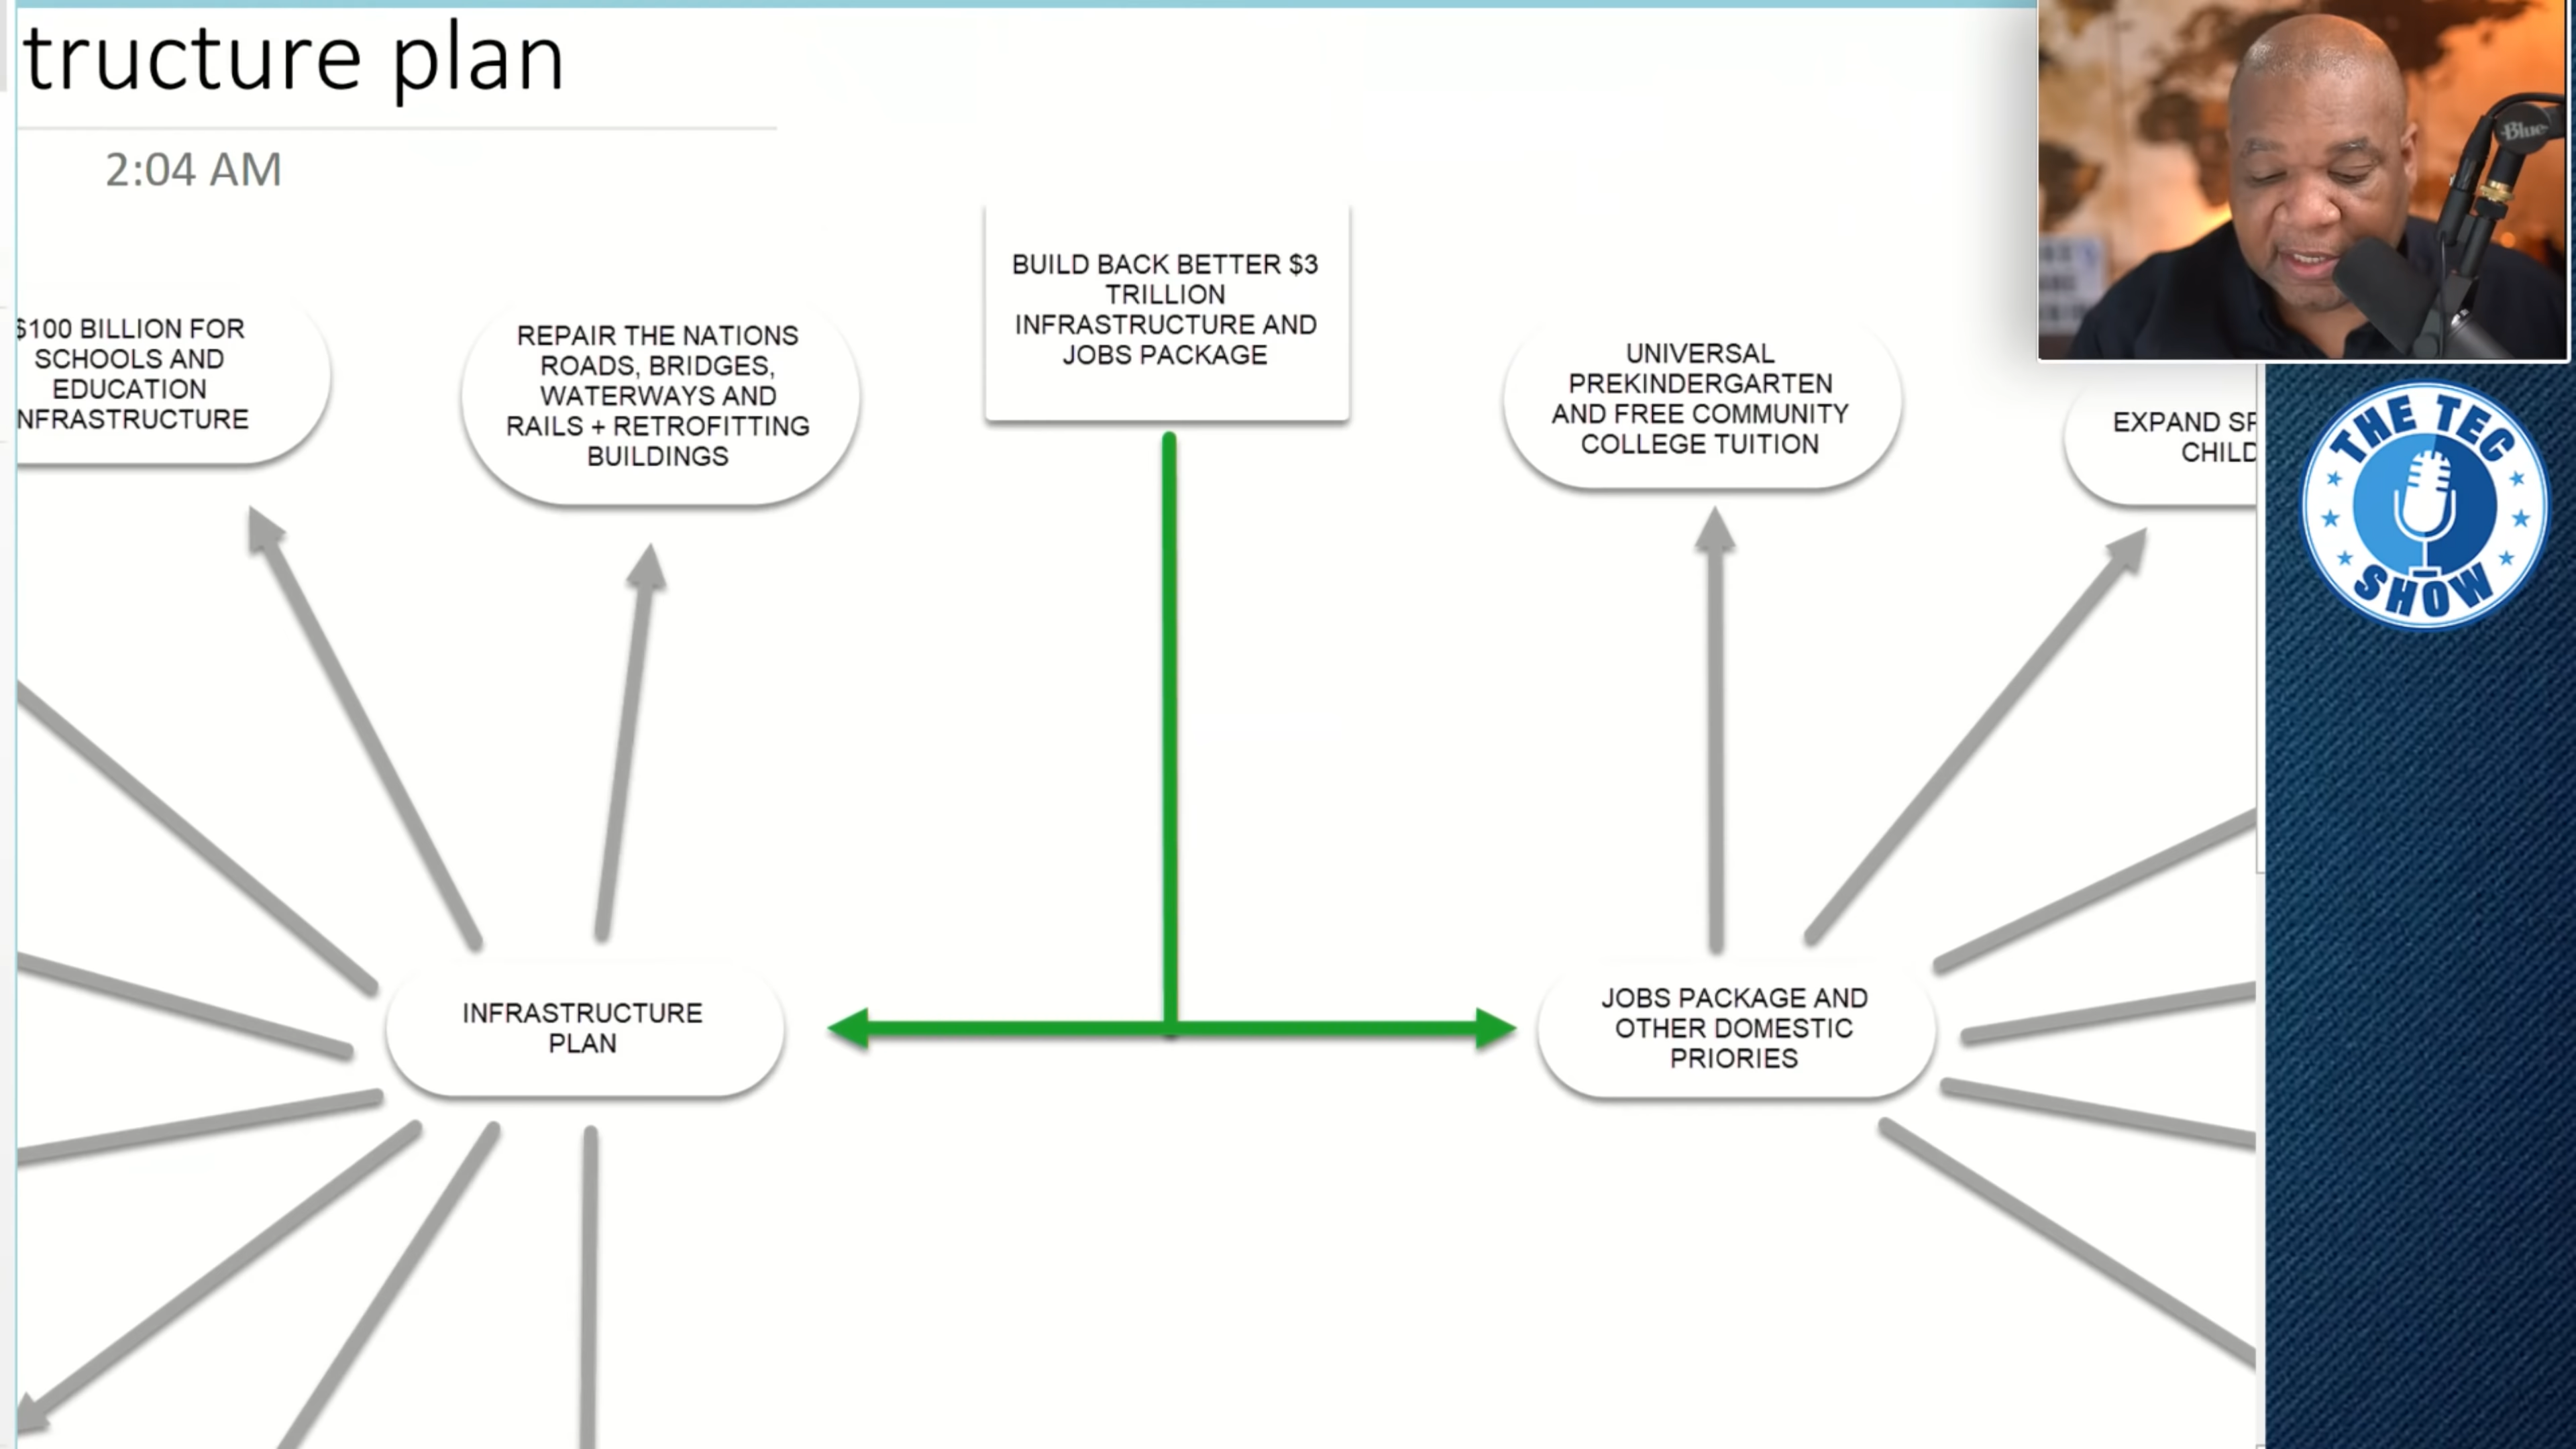 tructure plan
2:04 AM
$100 BILLION FOR
SCHOOLS AND
EDUCATION
NFRASTRUCTURE
REPAIR THE NATIONS
ROADS, BRIDGES,
WATERWAYS AND
RAILS + RETROFITTING
BUILDINGS
BUILD BACK BETTER $3
TRILLION
INFRASTRUCTURE AND
JOBS PACKAGE
UNIVERSAL
PREKINDERGARTEN
AND FREE COMMUNITY
COLLEGE TUITION
EXPAND
CHILD
INFRASTRUCTURE
PLAN
JOBS PACKAGE AND
OTHER DOMESTIC
PRIORIES
Blue
THE TEC
SHOW